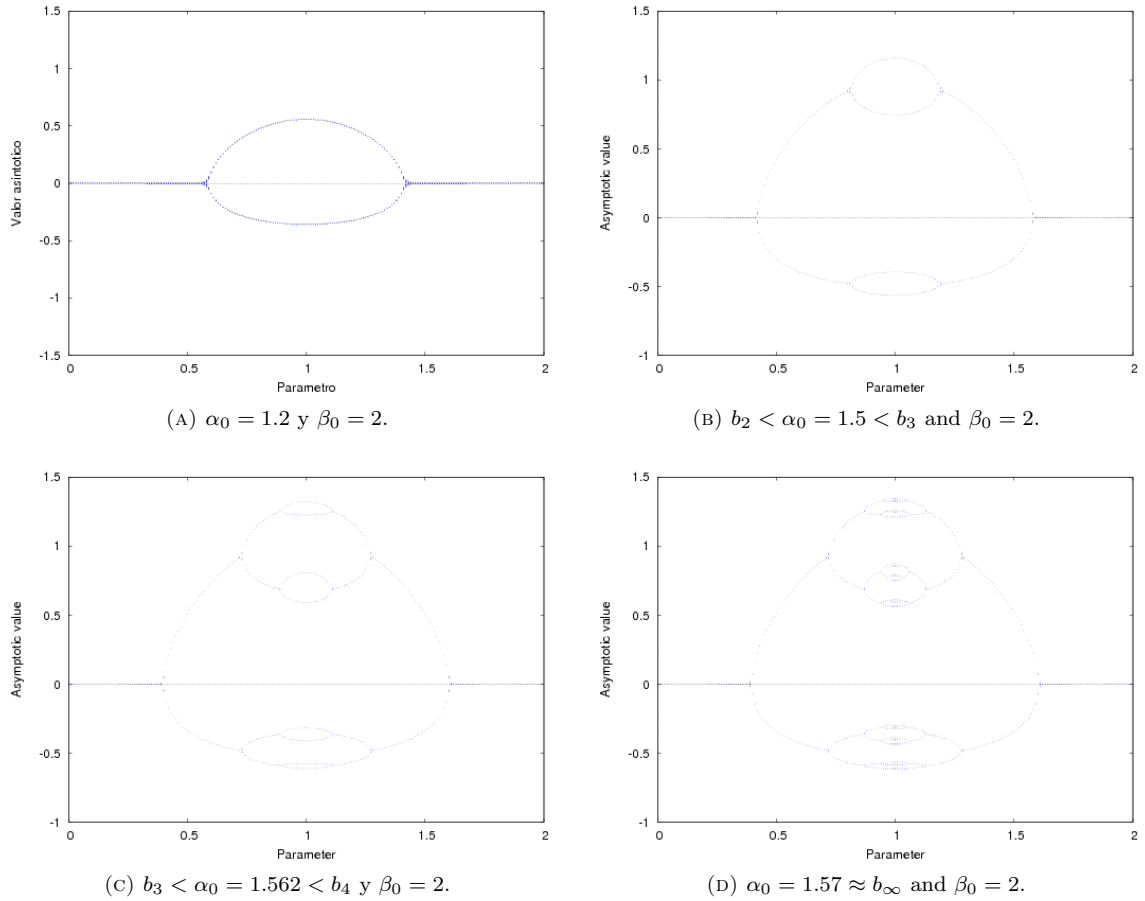 1.5
1
0.5
0
-0.5
-1
-1.5
Valor asintotico
0 0.5 1 1.5 2
Parametro
(A) α₀ = 1.2 y β₀ = 2.
1.5
1
0.5
0
-0.5
-1
Asymptotic value
0 0.5 1 1.5 2
Parameter
(B) b₂ < α₀ = 1.5 < b₃ and β₀ = 2.
1.5
1
0.5
0
-0.5
-1
Asymptotic value
0 0.5 1 1.5 2
Parameter
(C) b₃ < α₀ = 1.562 < b₄ y β₀ = 2.
1.5
1
0.5
0
-0.5
-1
Asymptotic value
0 0.5 1 1.5 2
Parameter
(D) α₀ = 1.57 ≈ b∞ and β₀ = 2.